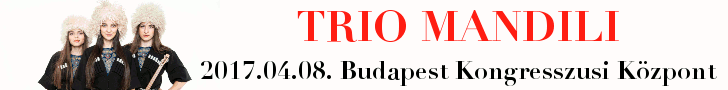 TRIO MANDILI
2017.04.08. Budapest Kongresszusi Központ